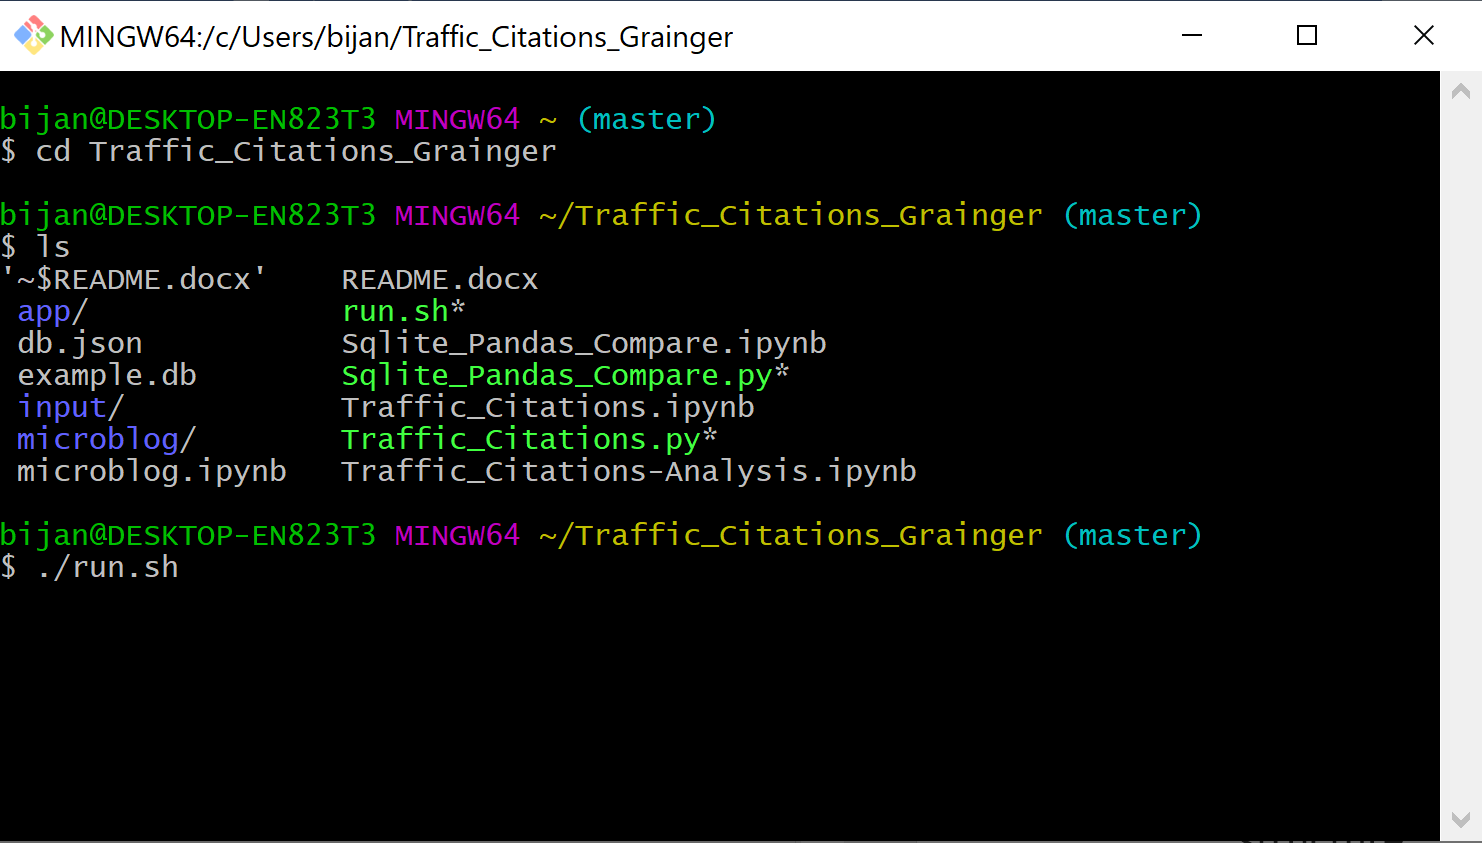 MINGW64:/c/Users/bijan/Traffic_Citations_Grainger
bijan@DESKTOP-EN823T3 MINGW64 ~ (master)
$ cd Traffic_Citations_Grainger
bijan@DESKTOP-EN823T3 MINGW64 ~/Traffic_Citations_Grainger (master)
$ ls
'~$README.docx' README.docx
app/ run.sh*
db.json Sqlite_Pandas_Compare.ipynb
example.db Sqlite_Pandas_Compare.py*
input/ Traffic_Citations.ipynb
microblog/ Traffic_Citations.py*
microblog.ipynb Traffic_Citations-Analysis.ipynb
bijan@DESKTOP-EN823T3 MINGW64 ~/Traffic_Citations_Grainger (master)
$ ./run.sh